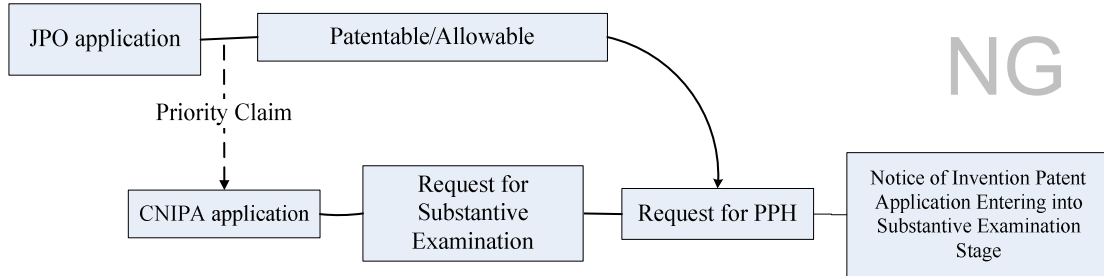 JPO application
Patentable/Allowable
NG
Priority Claim
CNIPA application
Request for
Substantive
Examination
Request for PPH
Notice of Invention Patent
Application Entering into
Substantive Examination
Stage